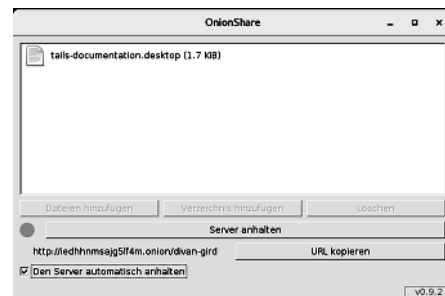 OnionShare
tails-documentation.desktop (1.7 KiB)
Dateien hinzufügen
Verzeichnis hinzufügen
Löschen
Server anhalten
http://iedhhnmsajg5lf4m.onion/divan-gird
URL kopieren
Den Server automatisch anhalten
v0.9.2